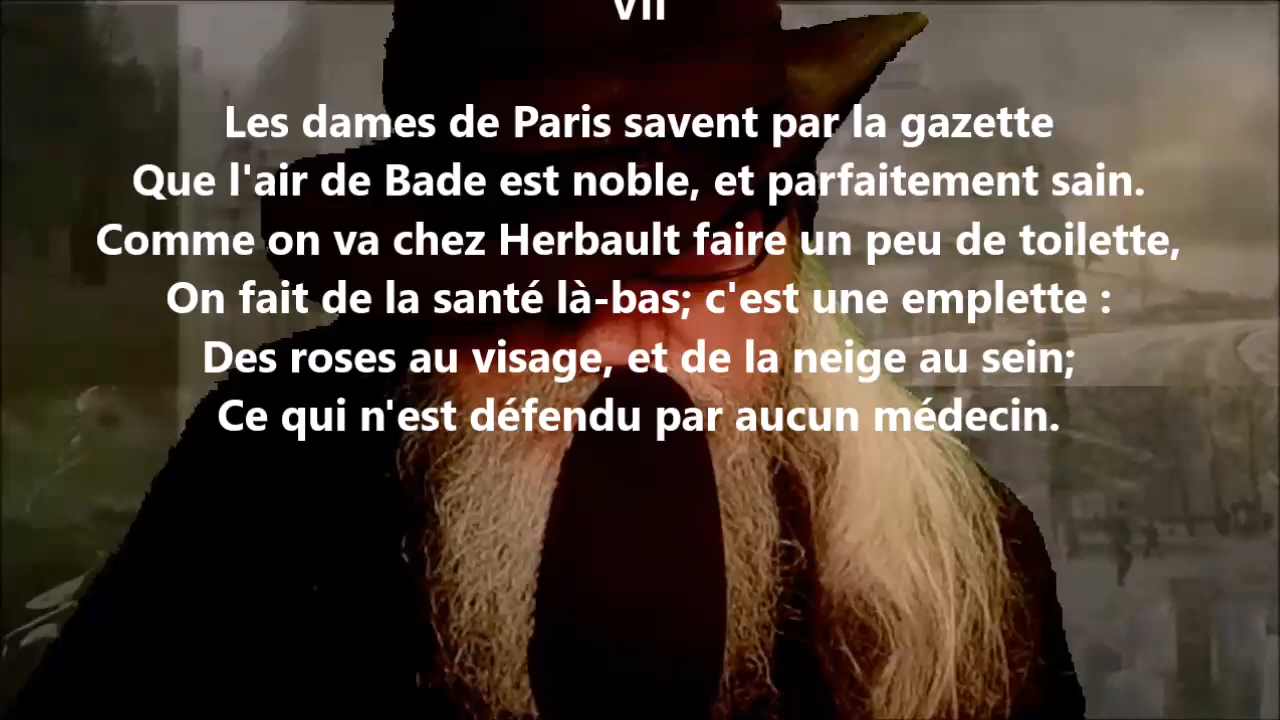 VII
Les dames de Paris savent par la gazette
Que l'air de Bade est noble, et parfaitement sain.
Comme on va chez Herbault faire un peu de toilette,
On fait de la santé là-bas; c'est une emplette :
Des roses au visage, et de la neige au sein;
Ce qui n'est défendu par aucun médecin.